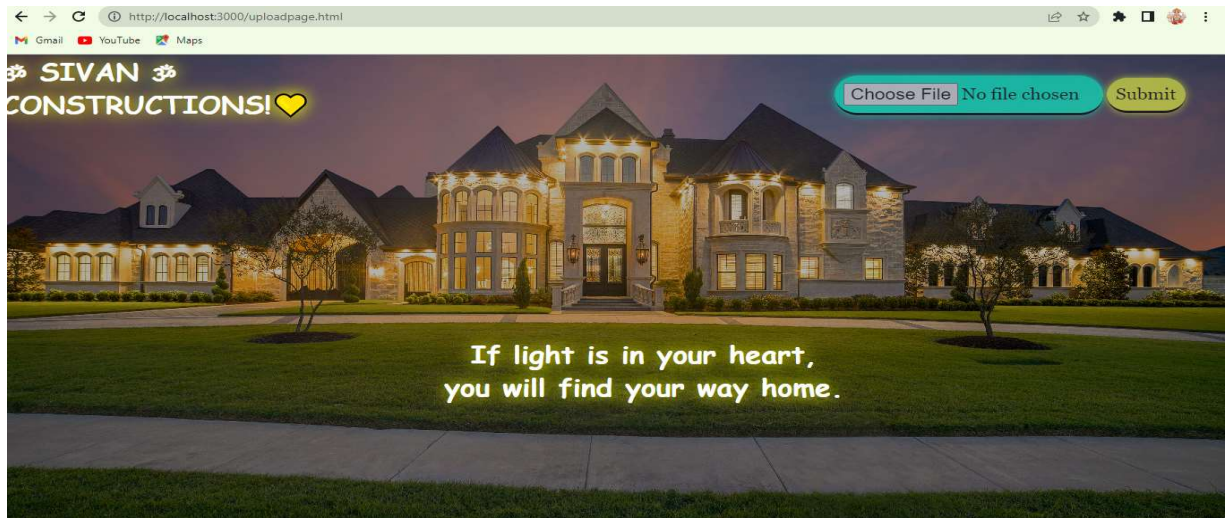 http://localhost:3000/uploadpage.html
Gmail YouTube Maps
ॐ SIVAN ॐ
CONSTRUCTIONS!💛
Choose File No file chosen Submit
If light is in your heart,
you will find your way home.